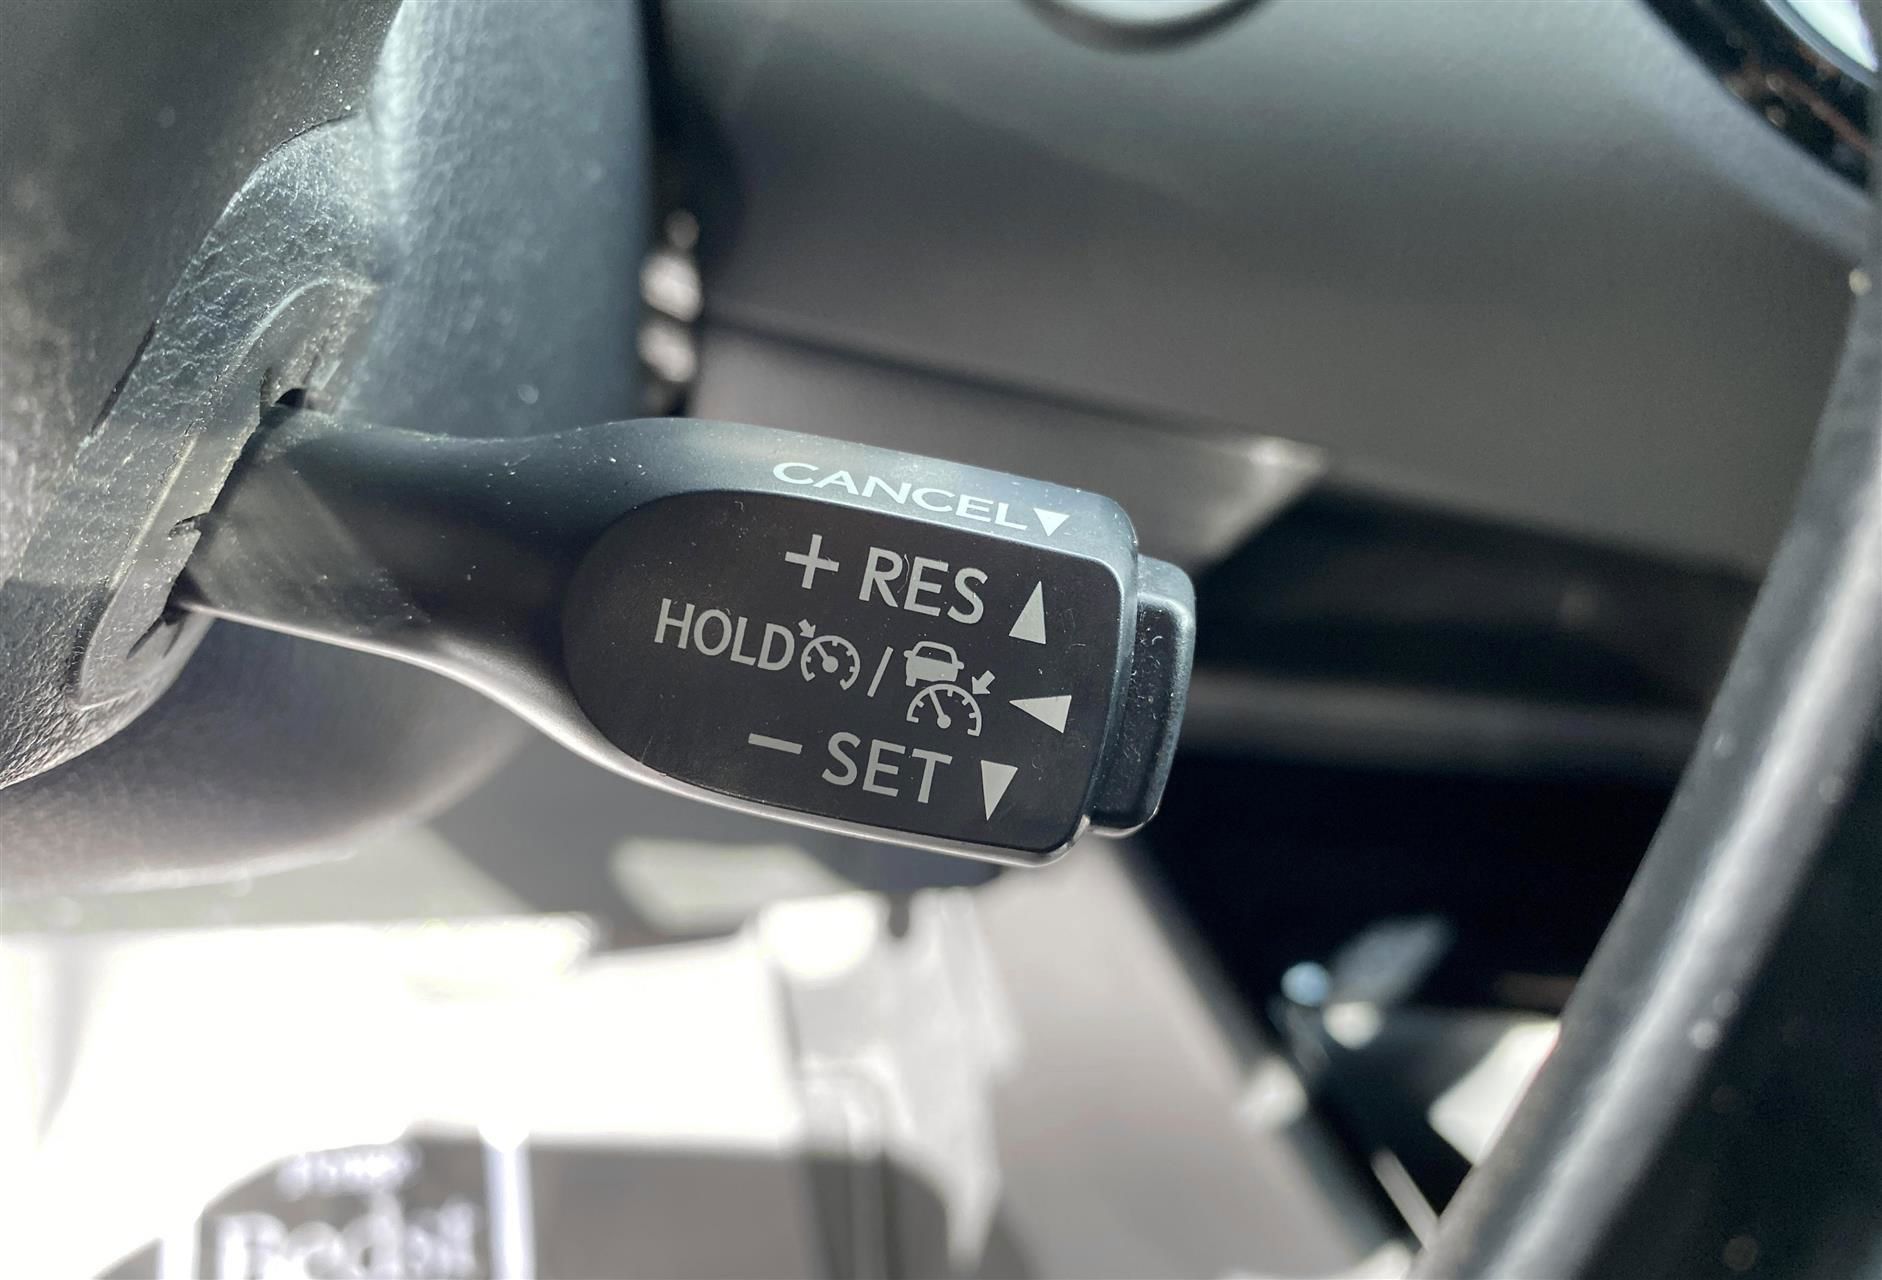 CANCEL▼
+ RES ▲
HOLD / ◀
− SET ▼